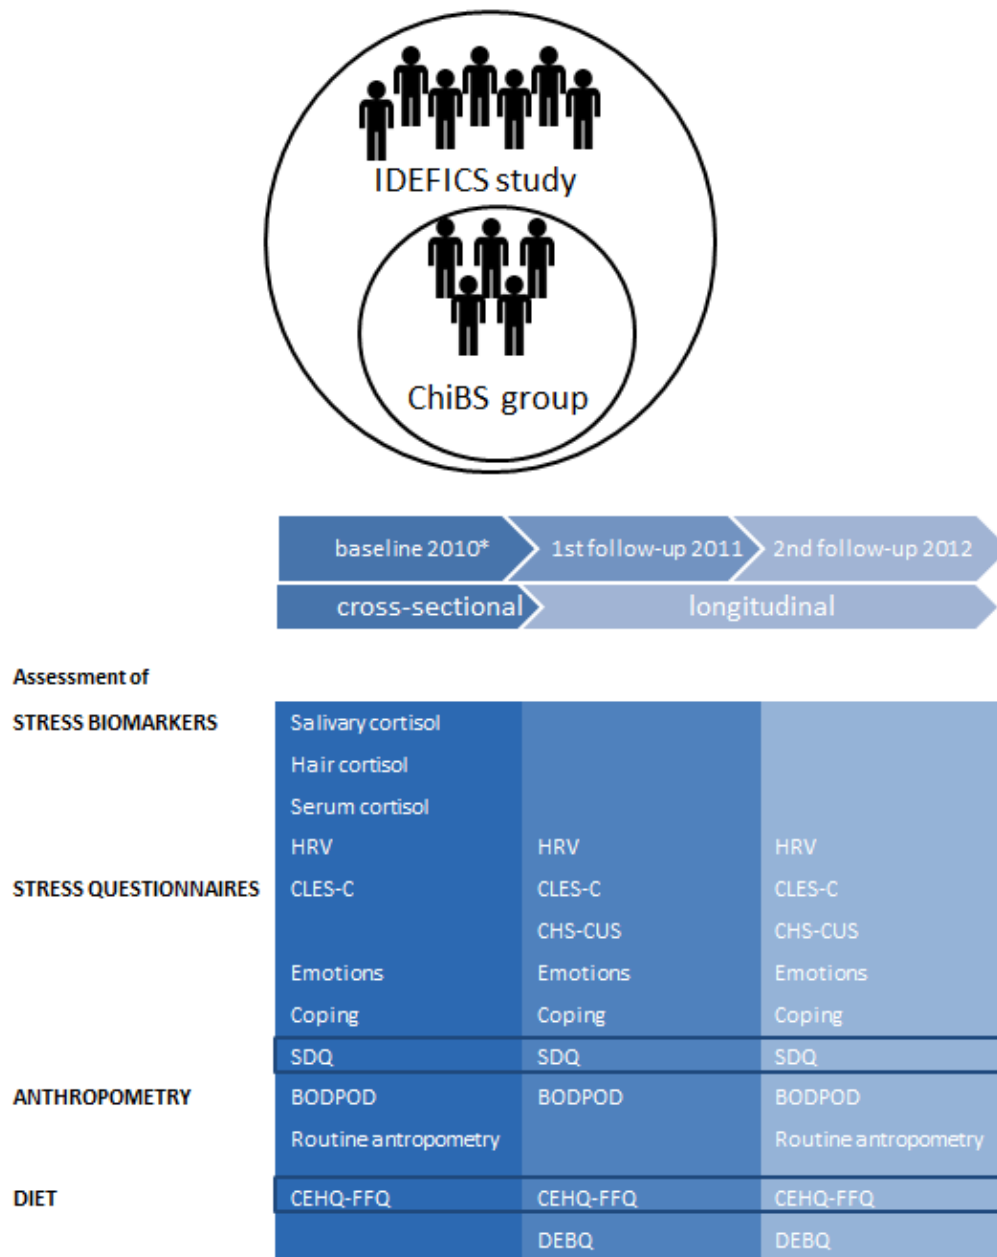 IDEFICS study
ChiBS group
baseline 2010* 1st follow-up 2011 2nd follow-up 2012
cross-sectional longitudinal
Assessment of
STRESS BIOMARKERS Salivary cortisol
Hair cortisol
Serum cortisol
HRV HRV HRV
STRESS QUESTIONNAIRES CLES-C CLES-C CLES-C
CHS-CUS CHS-CUS
Emotions Emotions Emotions
Coping Coping Coping
SDQ SDQ SDQ
ANTHROPOMETRY BODPOD BODPOD BODPOD
Routine antropometry Routine antropometry
DIET CEHQ-FFQ CEHQ-FFQ CEHQ-FFQ
DEBQ DEBQ